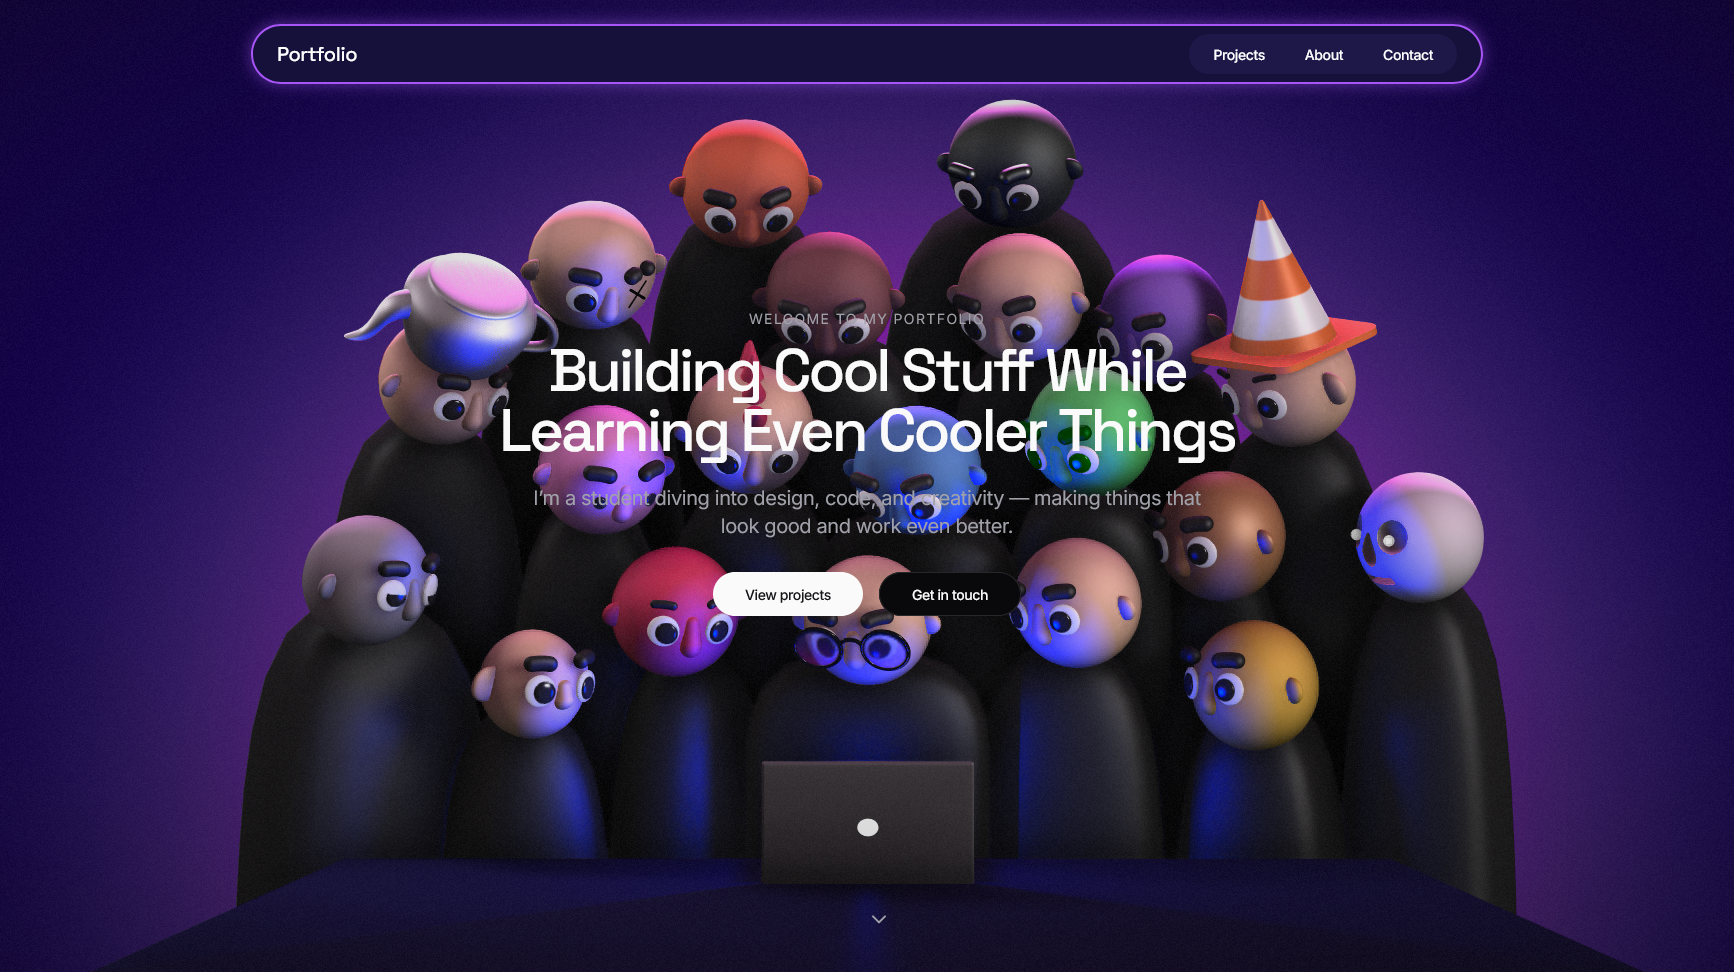 Portfolio
Projects About Contact
WELCOME TO MY PORTFOLIO
Building Cool Stuff While
Learning Even Cooler Things
I'm a student diving into design, code, and creativity — making things that
look good and work even better.
View projects Get in touch